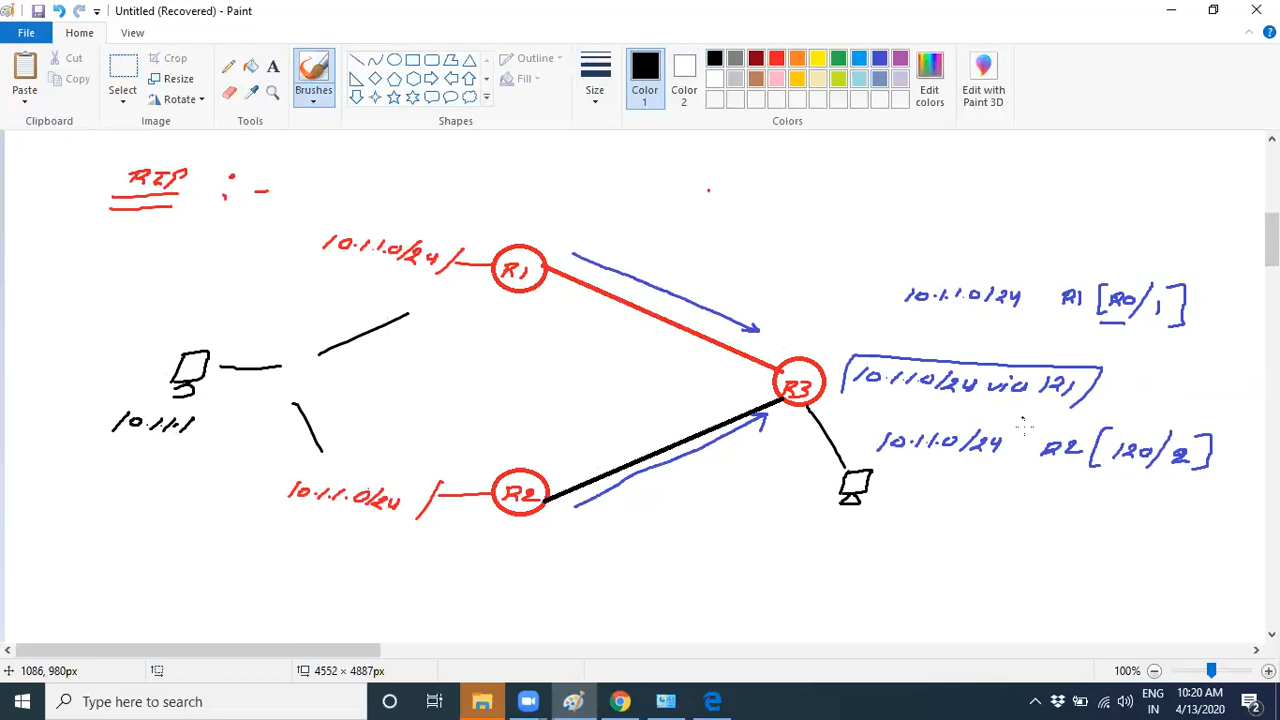 Untitled (Recovered) - Paint
File Home View
Paste
Cut
Copy
Clipboard
Select
Crop
Resize
Rotate
Image
Tools
Brushes
Outline
Fill
Shapes
Size
Color 1
Color 2
Edit colors
Edit with Paint 3D
Colors
RIP : -
10.1.1.0/24
R1
10.1.1.0/24 R1 [R0/1]
R3
10.1.1.0/24 via
10.1.1.1
10.1.1.0/24 R2 [120/2]
10.1.1.0/24
R2
1086, 980px
4552 × 4887px
100%
Type here to search
ENG
IN
10:20 AM
4/13/2020
2